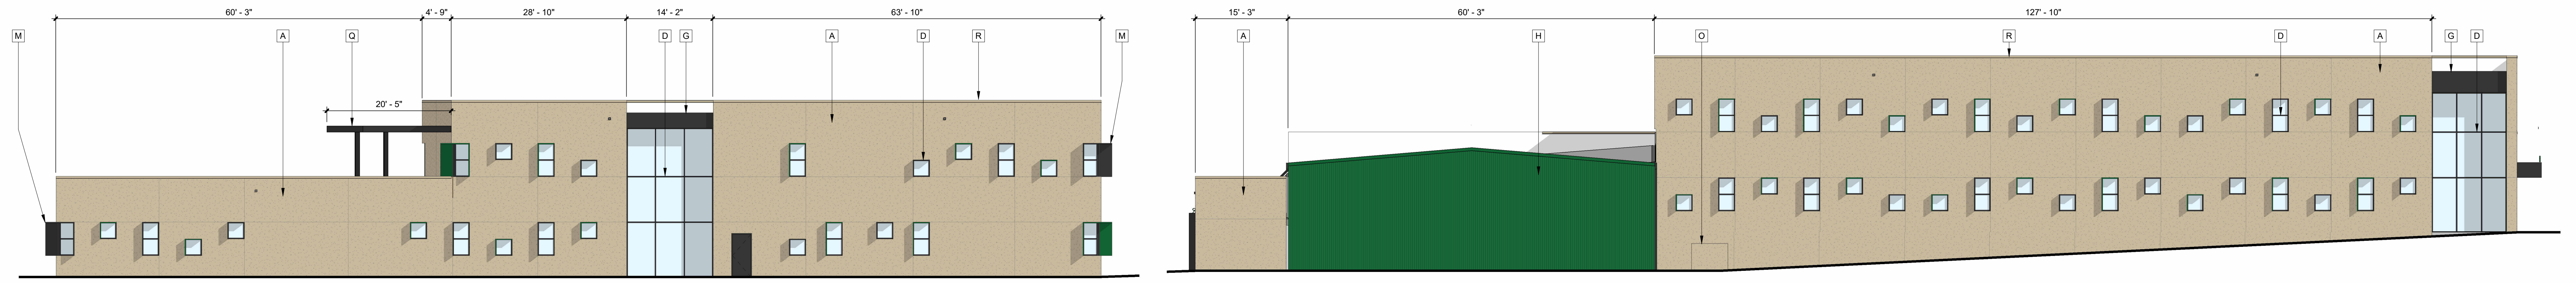 60' - 3" 4' - 9" 28' - 10" 14' - 2" 63' - 10" 15' - 3" 60' - 3" 127' - 10"
M A Q D G A D R M A H O R D A G D
20' - 5"